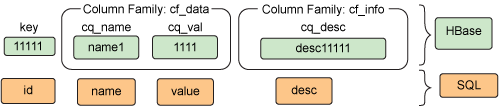 Column Family: cf_data Column Family: cf_info
key cq_name cq_val cq_desc
11111 name1 1111 desc11111 HBase
id name value desc SQL